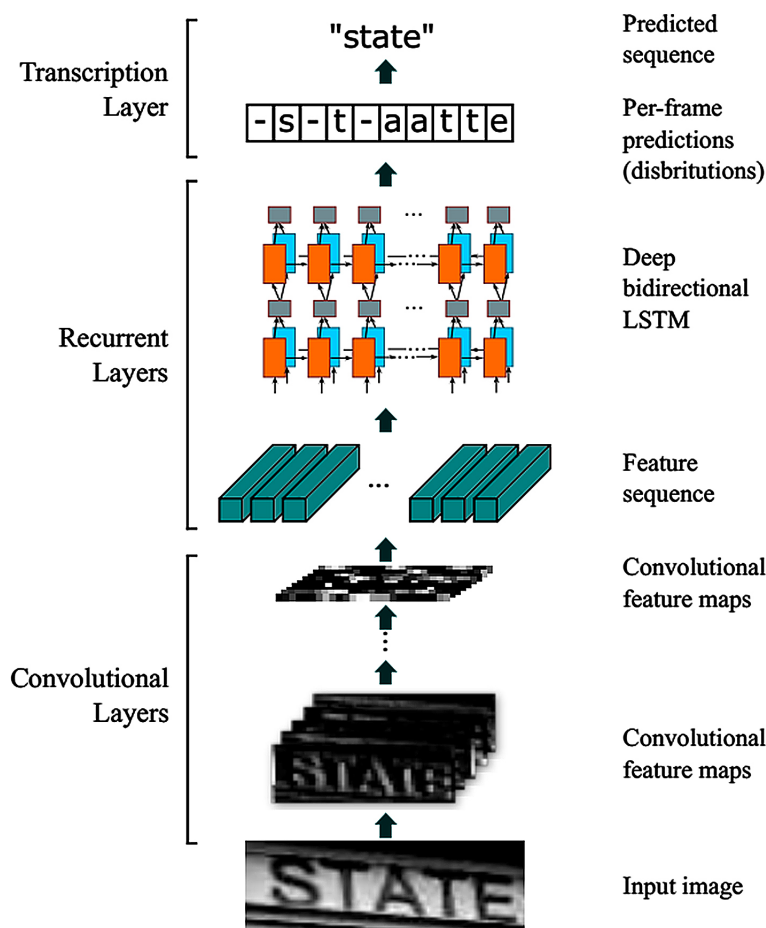 "state"
Predicted
sequence
Transcription
Layer
-s-t-aatte
Per-frame
predictions
(disbritutions)
...
...
Deep
bidirectional
LSTM
Recurrent
Layers
...
Feature
sequence
Convolutional
feature maps
Convolutional
Layers
STATE
Convolutional
feature maps
STATE
Input image